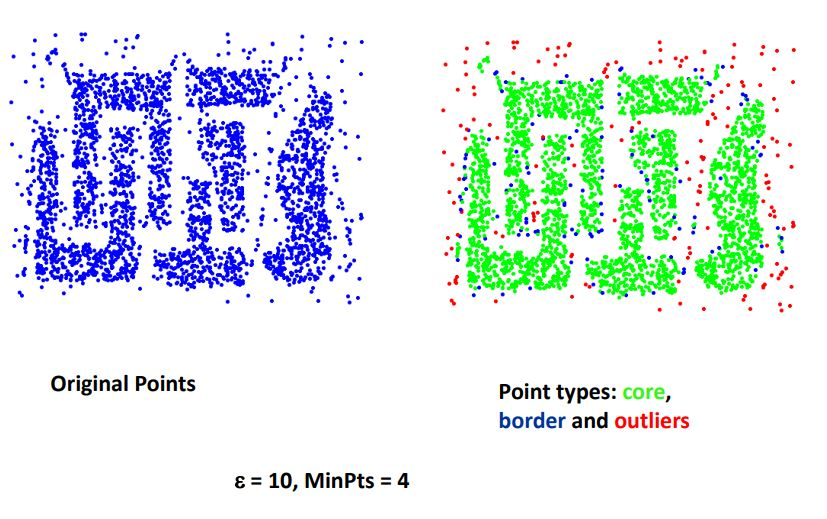 Original Points
Point types: core,
border and outliers
ε = 10, MinPts = 4